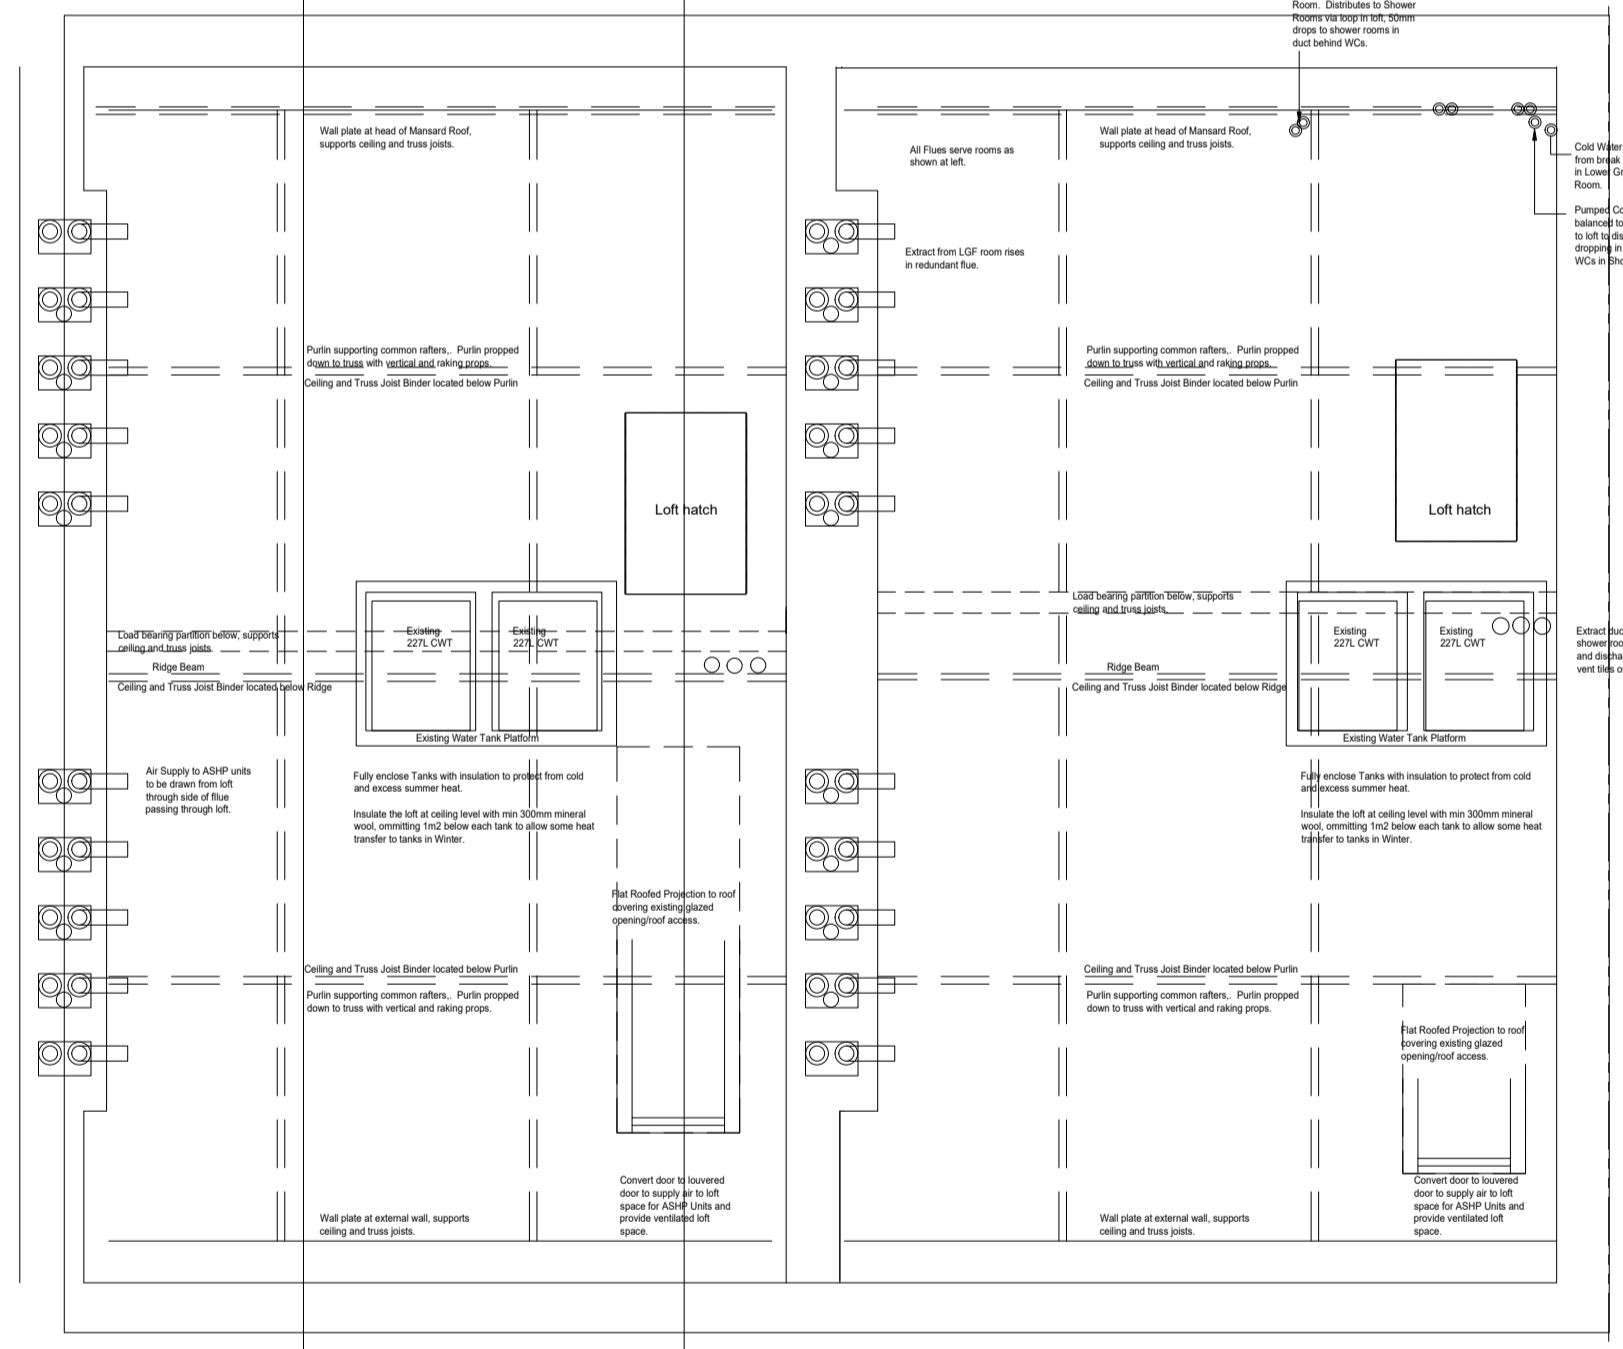 Room. Distributes to Shower
Rooms via loop in loft, 50mm
drops to shower rooms in
duct behind WCs.
Wall plate at head of Mansard Roof,
supports ceiling and truss joists.
All Flues serve rooms as
shown at left.
Wall plate at head of Mansard Roof,
supports ceiling and truss joists.
Cold Water
from break
in Lower
Room.
Pumped
balanced to
to loft to
dropping in
WCs in
Extract from LGF room rises
in redundant flue.
Purlin supporting common rafters,. Purlin propped
down to truss with vertical and raking props.
Ceiling and Truss Joist Binder located below Purlin
Purlin supporting common rafters,. Purlin propped
down to truss with vertical and raking props.
Ceiling and Truss Joist Binder located below Purlin
Loft hatch
Loft hatch
Load bearing partition below, supports
ceiling and truss joists.
Ridge Beam
Ceiling and Truss Joist Binder located below Ridge
Existing
227L CWT
Existing
227L CWT
Existing Water Tank Platform
Load bearing partition below, supports
ceiling and truss joists.
Ridge Beam
Ceiling and Truss Joist Binder located below Ridge
Existing
227L CWT
Existing
227L CWT
Existing Water Tank Platform
Extract
shower
and
vent tiles
Air Supply to ASHP units
to be drawn from loft
through side of fllue
passing through loft.
Fully enclose Tanks with insulation to protect from cold
and excess summer heat.
Insulate the loft at ceiling level with min 300mm mineral
wool, ommitting 1m2 below each tank to allow some heat
transfer to tanks in Winter.
Fully enclose Tanks with insulation to protect from cold
and excess summer heat.
Insulate the loft at ceiling level with min 300mm mineral
wool, ommitting 1m2 below each tank to allow some heat
transfer to tanks in Winter.
Flat Roofed Projection to roof
covering existing glazed
opening/roof access.
Ceiling and Truss Joist Binder located below Purlin
Purlin supporting common rafters,. Purlin propped
down to truss with vertical and raking props.
Ceiling and Truss Joist Binder located below Purlin
Purlin supporting common rafters,. Purlin propped
down to truss with vertical and raking props.
Flat Roofed Projection to roof
covering existing glazed
opening/roof access.
Convert door to louvered
door to supply air to loft
space for ASHP Units and
provide ventilated loft
space.
Convert door to louvered
door to supply air to loft
space for ASHP Units and
provide ventilated loft
space.
Wall plate at external wall, supports
ceiling and truss joists.
Wall plate at external wall, supports
ceiling and truss joists.